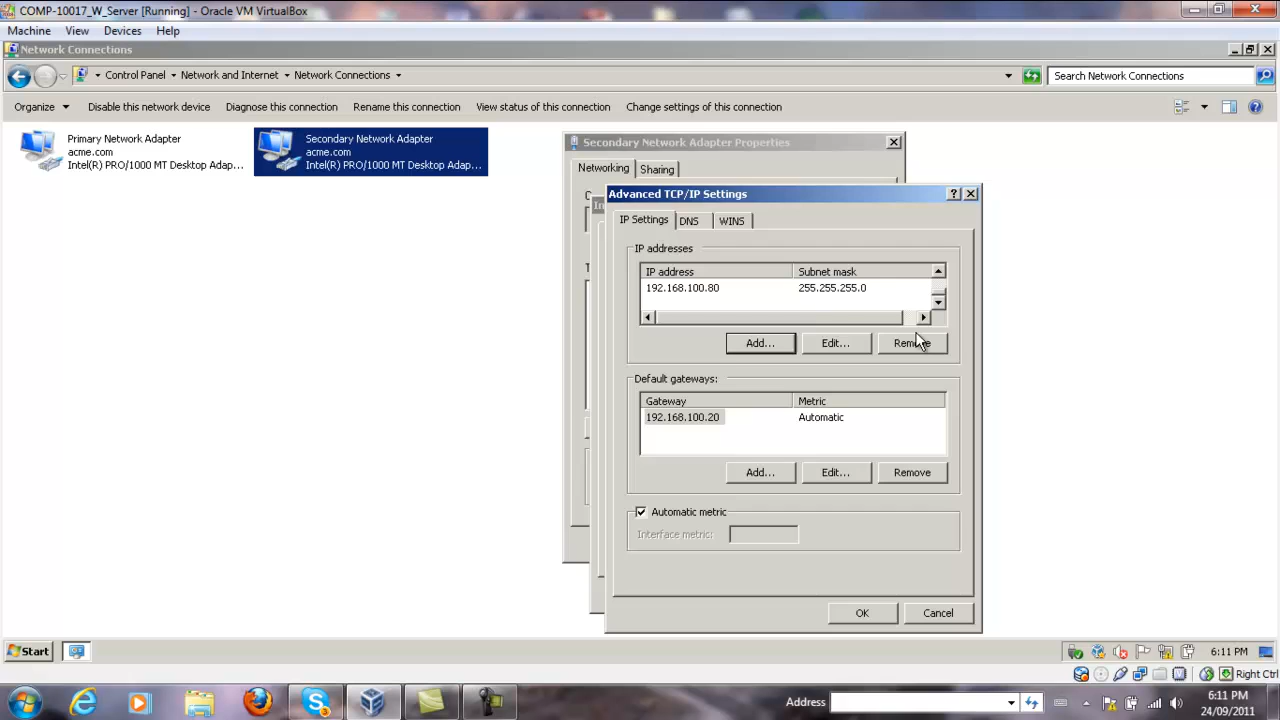 COMP-10017_W_Server [Running] - Oracle VM VirtualBox
Machine View Devices Help
Network Connections
Control Panel Network and Internet Network Connections
Search Network Connections
Organize Disable this network device Diagnose this connection Rename this connection View status of this connection Change settings of this connection
Primary Network Adapter
acme.com
Intel(R) PRO/1000 MT Desktop Adap...
Secondary Network Adapter
acme.com
Intel(R) PRO/1000 MT Desktop Adap...
Secondary Network Adapter Properties
Networking Sharing
Advanced TCP/IP Settings
IP Settings DNS WINS
IP addresses
IP address Subnet mask
192.168.100.80 255.255.255.0
Add... Edit... Remove
Default gateways:
Gateway Metric
192.168.100.20 Automatic
Add... Edit... Remove
Automatic metric
Interface metric:
OK Cancel
Start
6:11 PM
Right Ctrl
Address
6:11 PM
24/09/2011